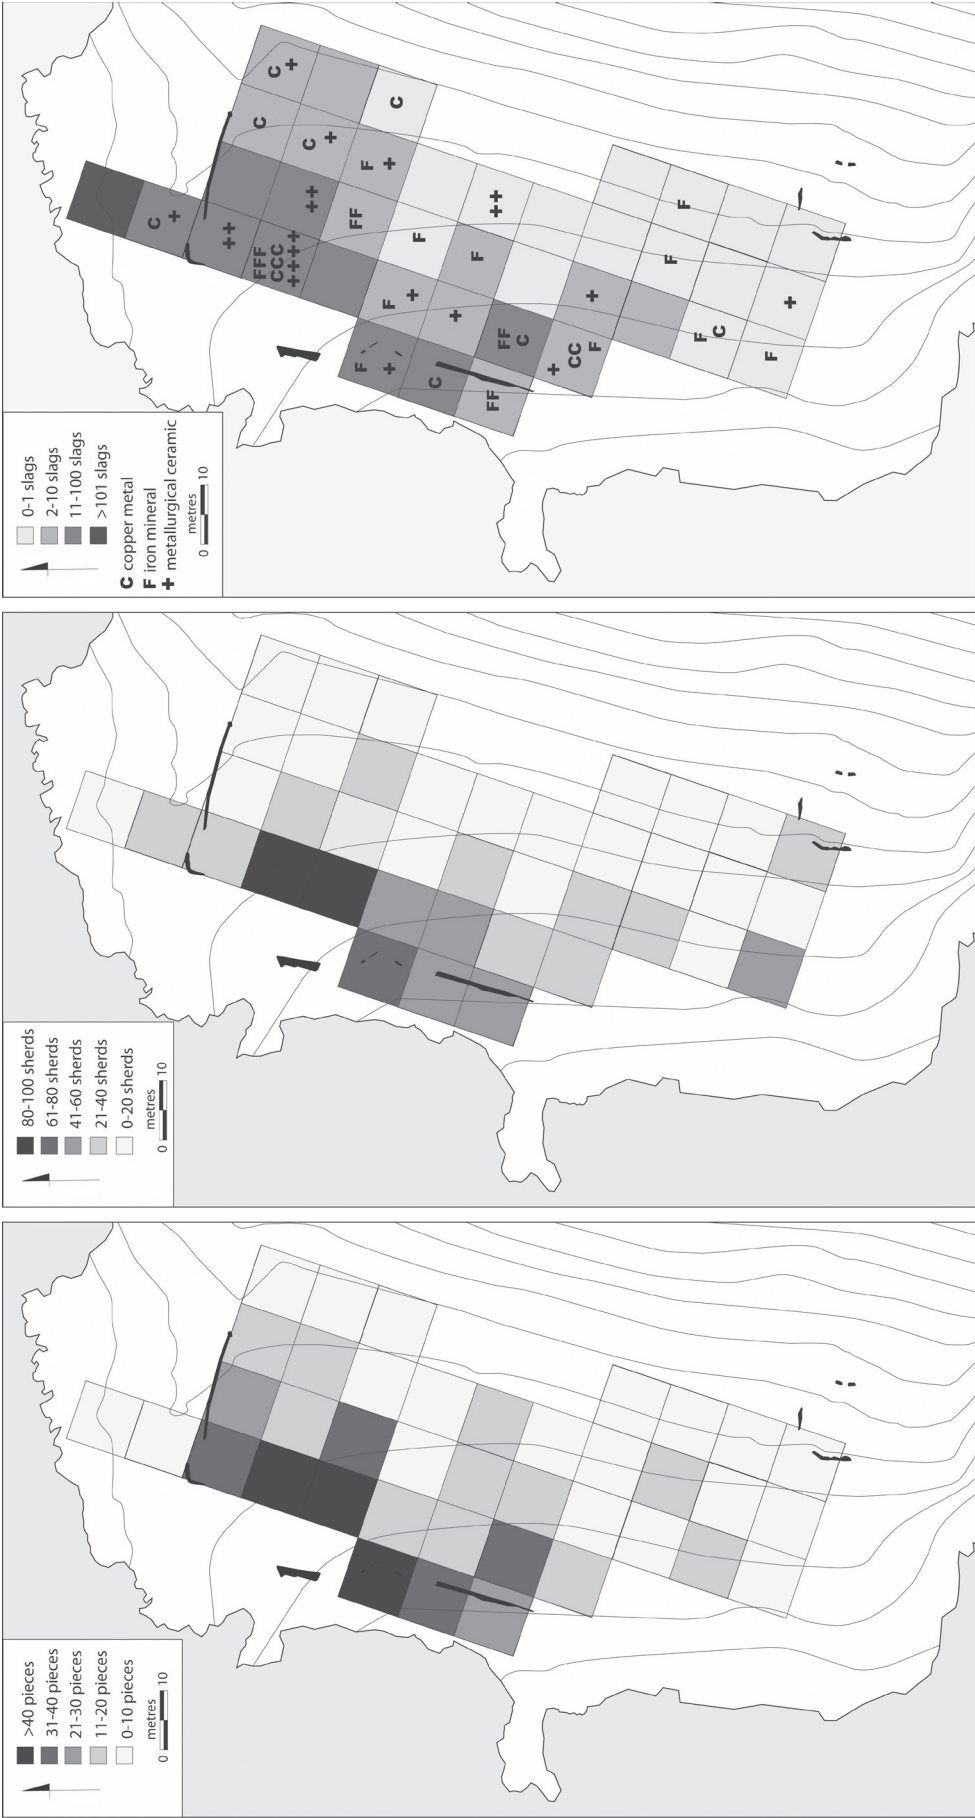 >40 pieces
31-40 pieces
21-30 pieces
11-20 pieces
0-10 pieces
metres
0 10
80-100 sherds
61-80 sherds
41-60 sherds
21-40 sherds
0-20 sherds
metres
0 10
0-1 slags
2-10 slags
11-100 slags
>101 slags
C copper metal
F iron mineral
+ metallurgical ceramic
metres
0 10
C
+
++
FFF
CCC
++++
C
C
+
C
+
++
FF
F
+
F
+
F
+
C
F
C
+
F
FF
++
FF
C
+
CC
F
+
F
F
F
C
F
+